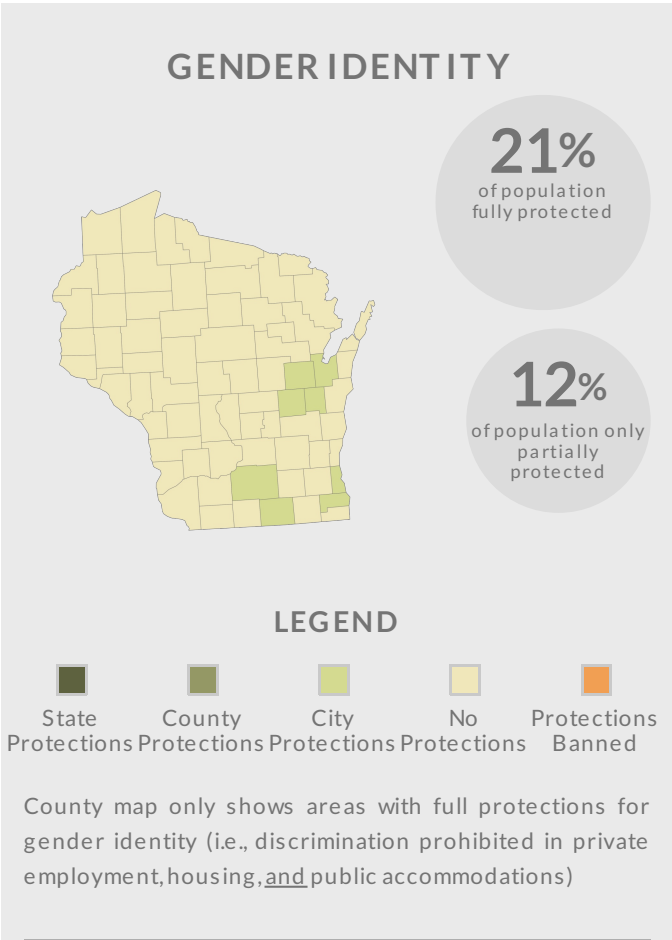 GENDER IDENTITY
21%
of population
fully protected
12%
of population only
partially
protected
LEGEND
State
Protections
County
Protections
City
Protections
No
Protections
Protections
Banned
County map only shows areas with full protections for
gender identity (i.e., discrimination prohibited in private
employment, housing, and public accommodations)